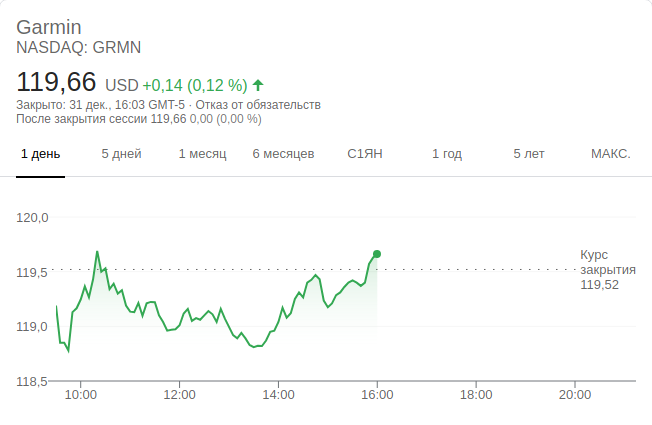 Garmin
NASDAQ: GRMN
119,66 USD +0,14 (0,12 %)
Закрыто: 31 дек., 16:03 GMT-5 · Отказ от обязательств
После закрытия сессии 119,66 0,00 (0,00 %)
1 день 5 дней 1 месяц 6 месяцев С1ЯН 1 год 5 лет МАКС.
120,0
119,5
119,0
118,5
Курс
закрытия
119,52
10:00 12:00 14:00 16:00 18:00 20:00